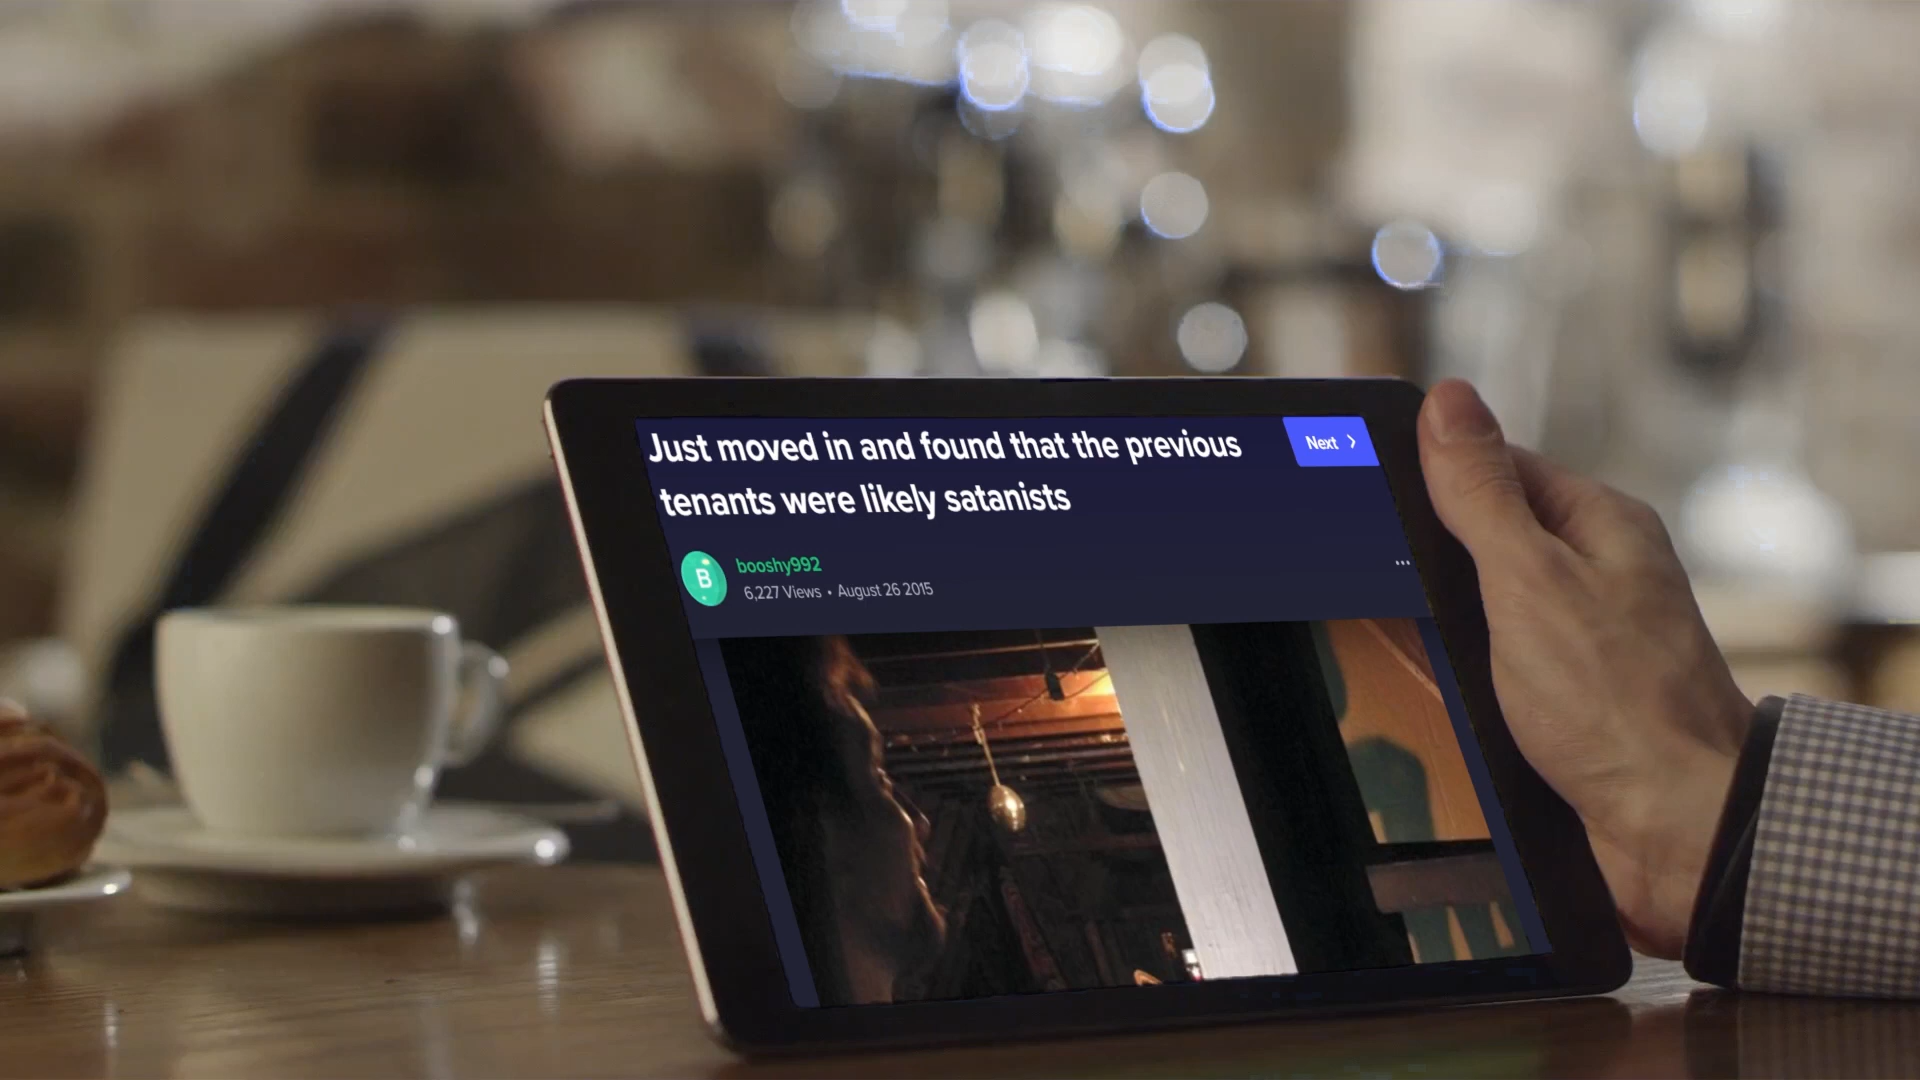 Just moved in and found that the previous
tenants were likely satanists
Next
B
booshy992
6,227 Views • August 26 2015